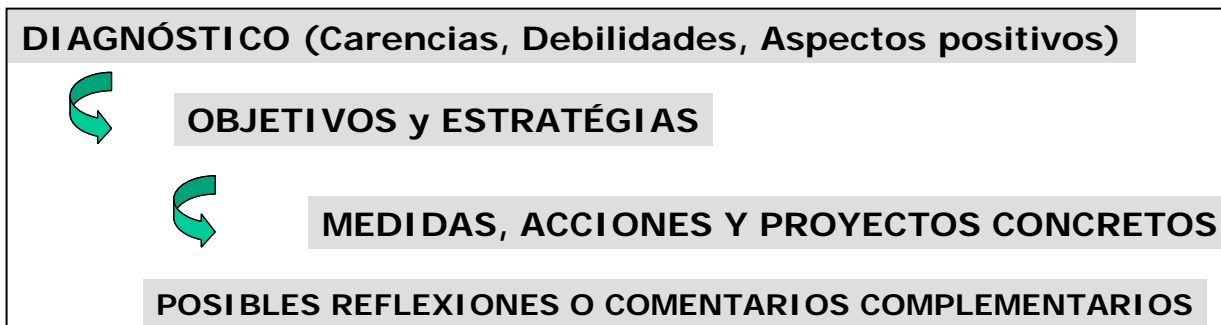 DIAGNÓSTICO (Carencias, Debilidades, Aspectos positivos)
OBJETIVOS y ESTRATÉGIAS
MEDIDAS, ACCIONES Y PROYECTOS CONCRETOS
POSIBLES REFLEXIONES O COMENTARIOS COMPLEMENTARIOS